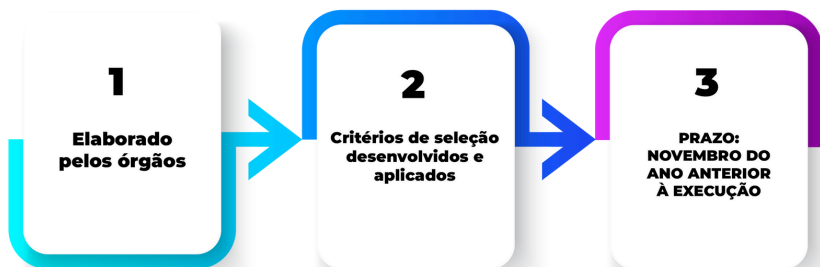 1
Elaborado
pelos órgãos
2
Critérios de seleção
desenvolvidos e
aplicados
3
PRAZO:
NOVEMBRO DO
ANO ANTERIOR
À EXECUÇÃO